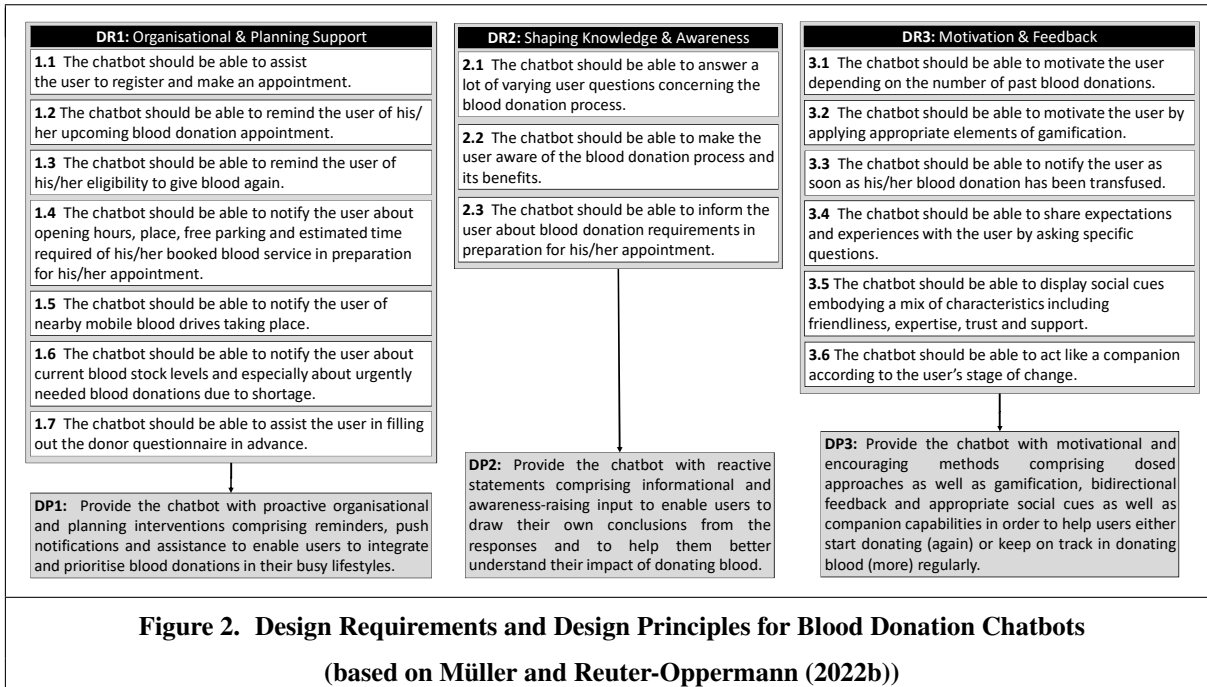 DR1: Organisational & Planning Support
1.1 The chatbot should be able to assist
the user to register and make an appointment.
1.2 The chatbot should be able to remind the user of his/
her upcoming blood donation appointment.
1.3 The chatbot should be able to remind the user of
his/her eligibility to give blood again.
1.4 The chatbot should be able to notify the user about
opening hours, place, free parking and estimated time
required of his/her booked blood service in preparation
for his/her appointment.
1.5 The chatbot should be able to notify the user of
nearby mobile blood drives taking place.
1.6 The chatbot should be able to notify the user about
current blood stock levels and especially about urgently
needed blood donations due to shortage.
1.7 The chatbot should be able to assist the user in filling
out the donor questionnaire in advance.
DP1: Provide the chatbot with proactive organisational
and planning interventions comprising reminders, push
notifications and assistance to enable users to integrate
and prioritise blood donations in their busy lifestyles.
DR2: Shaping Knowledge & Awareness
2.1 The chatbot should be able to answer a
lot of varying user questions concerning the
blood donation process.
2.2 The chatbot should be able to make the
user aware of the blood donation process and
its benefits.
2.3 The chatbot should be able to inform the
user about blood donation requirements in
preparation for his/her appointment.
DP2: Provide the chatbot with reactive
statements comprising informational and
awareness-raising input to enable users to
draw their own conclusions from the
responses and to help them better
understand their impact of donating blood.
DR3: Motivation & Feedback
3.1 The chatbot should be able to motivate the user
depending on the number of past blood donations.
3.2 The chatbot should be able to motivate the user by
applying appropriate elements of gamification.
3.3 The chatbot should be able to notify the user as
soon as his/her blood donation has been transfused.
3.4 The chatbot should be able to share expectations
and experiences with the user by asking specific
questions.
3.5 The chatbot should be able to display social cues
embodying a mix of characteristics including
friendliness, expertise, trust and support.
3.6 The chatbot should be able to act like a companion
according to the user's stage of change.
DP3: Provide the chatbot with motivational and
encouraging methods comprising dosed
approaches as well as gamification, bidirectional
feedback and appropriate social cues as well as
companion capabilities in order to help users either
start donating (again) or keep on track in donating
blood (more) regularly.
Figure 2. Design Requirements and Design Principles for Blood Donation Chatbots
(based on Müller and Reuter-Oppermann (2022b))